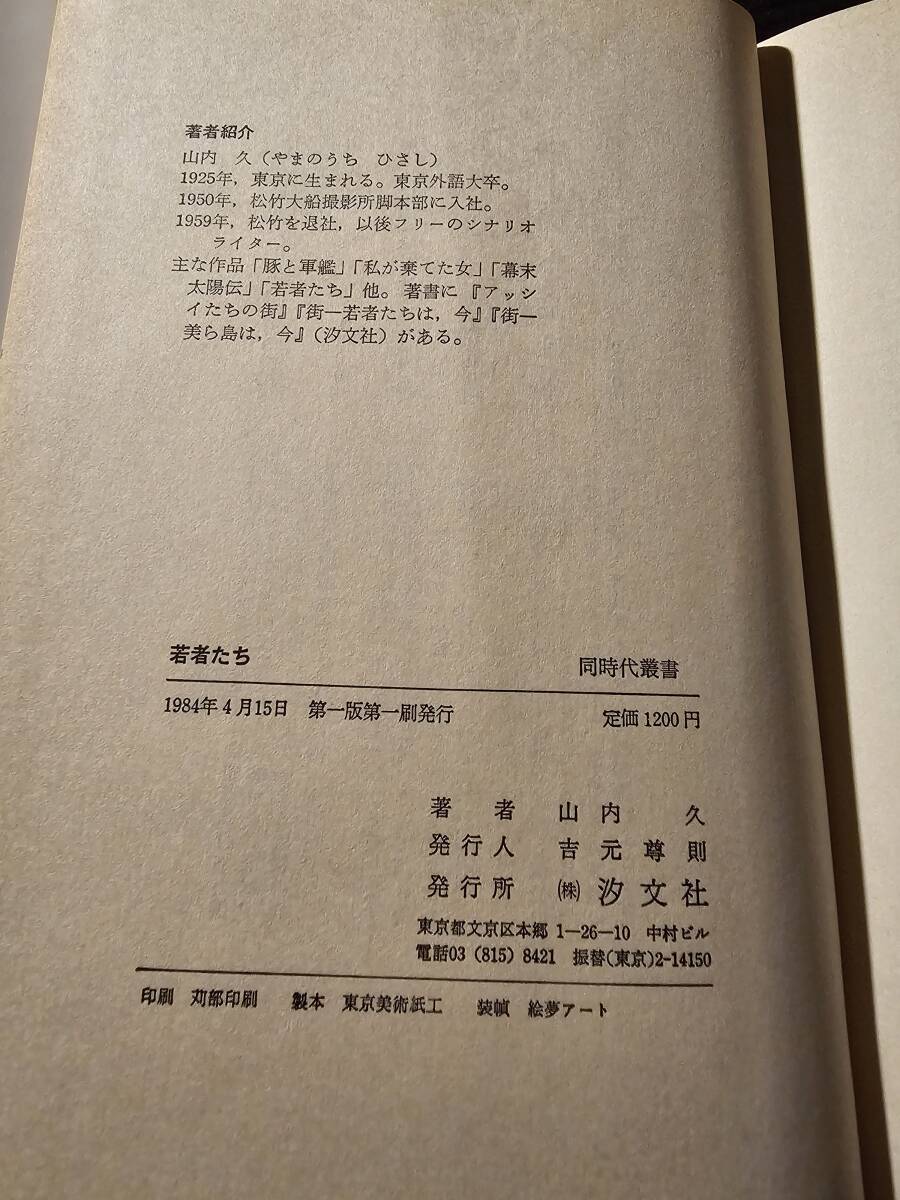 著者紹介
山内 久（やまのうち ひさし）
1925年，東京に生まれる。東京外語大卒。
1950年，松竹大船撮影所脚本部に入社。
1959年，松竹を退社，以後フリーのシナリオ
ライター。
主な作品「豚と軍艦」「私が棄てた女」「幕末
太陽伝」「若者たち」他。著書に『アッシ
イたちの街』『街―若者たちは，今』『街―
美ら島は，今』（汐文社）がある。
若者たち 同時代叢書
1984年4月15日 第一版第一刷発行 定価1200円
著者 山内 久
発行人 吉元尊則
発行所 ㈱汐文社
東京都文京区本郷1―26―10 中村ビル
電話03（815）8421 振替（東京）2-14150
印刷 苅部印刷 製本 東京美術紙工 装幀 絵夢アート